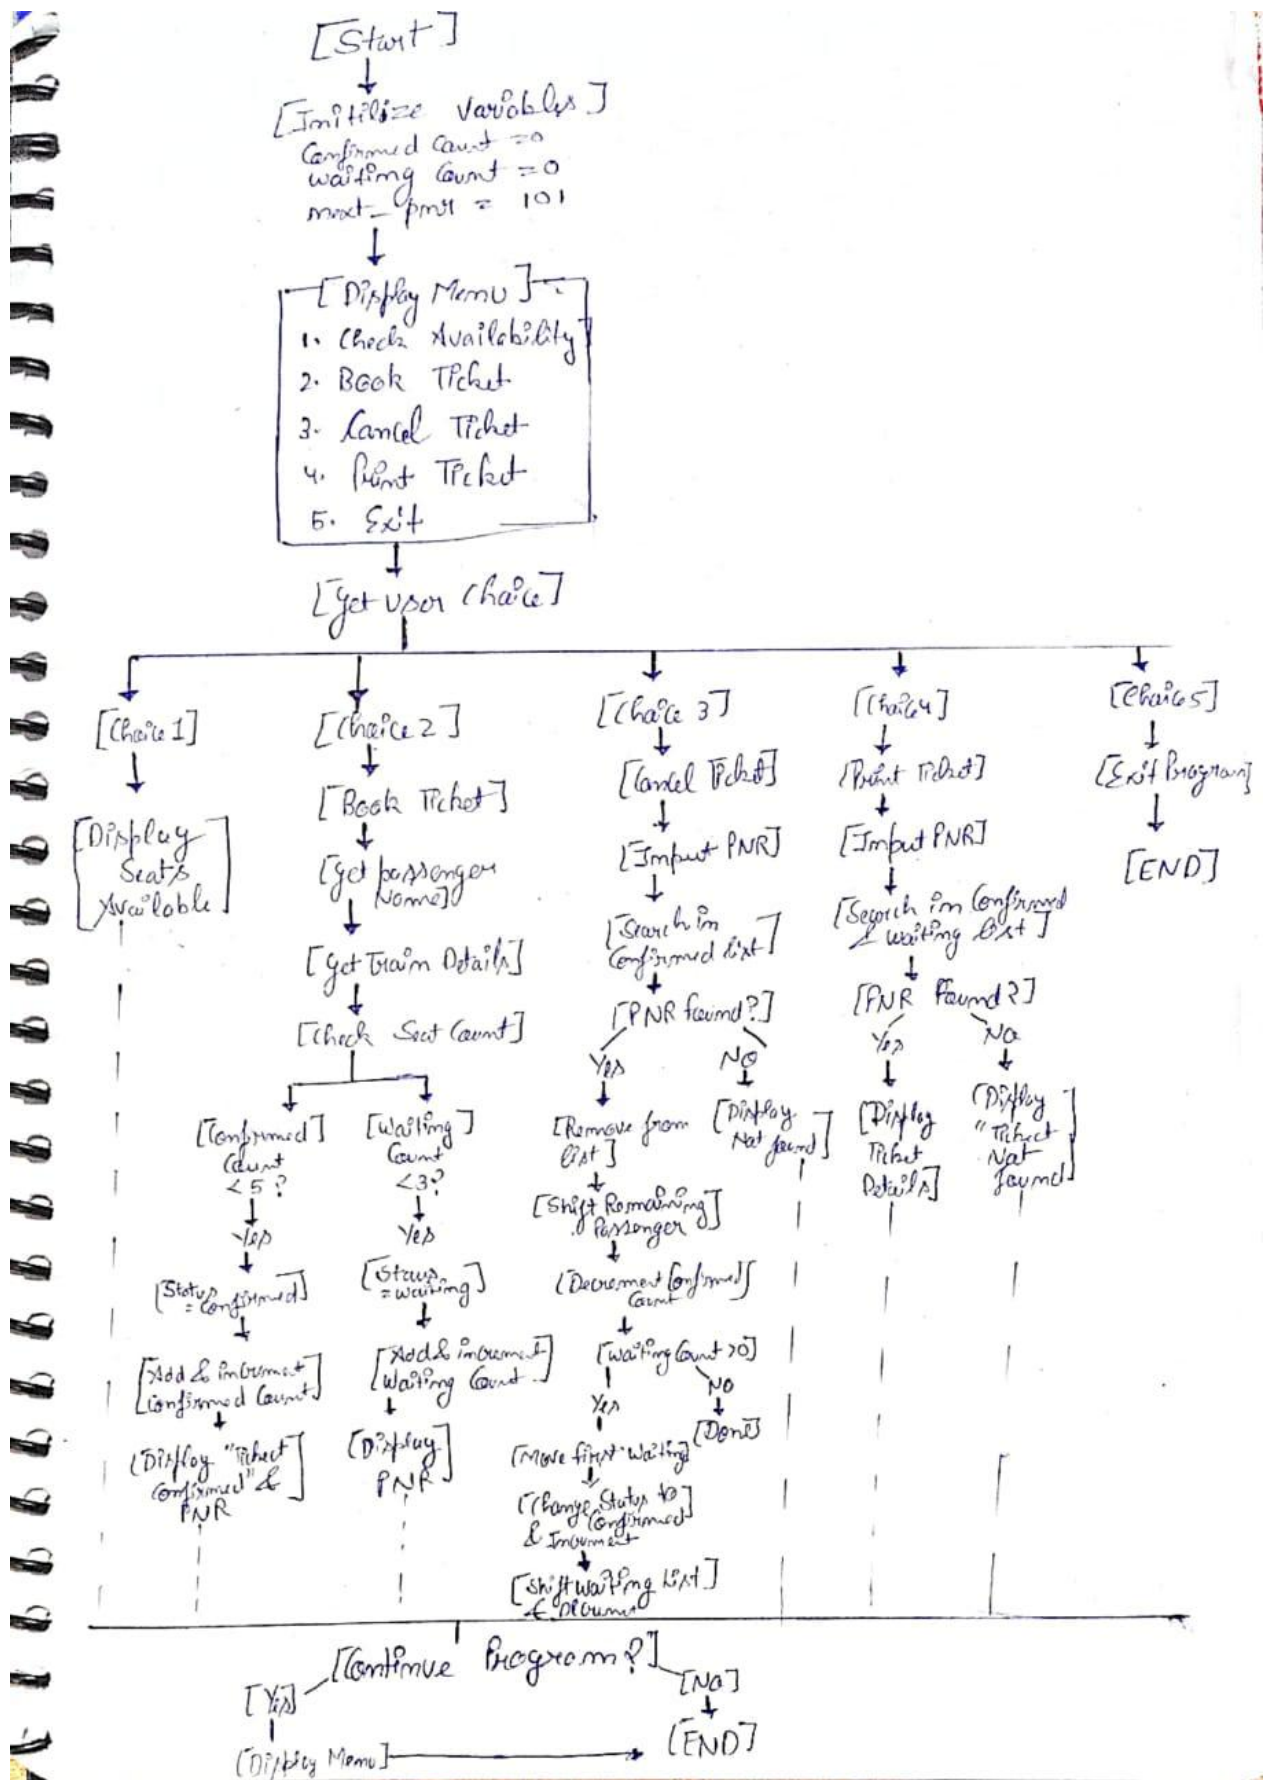 [Start]
[Initilize Variables]
Confirmed Count = 0
Waiting Count = 0
next_pnr = 101
[Display Menu]
1. Check Availability
2. Book Ticket
3. Cancel Ticket
4. Print Ticket
5. Exit
[Get User Choice]
[Choice 1]
[Display
Seats
Available]
[Choice 2]
[Book Ticket]
[Get passenger
Name]
[Get Train Details]
[Check Seat Count]
[Confirmed]
Count
<5?
Yes
[Status
= Confirmed]
[Add & increment
Confirmed Count]
[Display "Ticket
Confirmed" &
PNR]
[Waiting]
Count
<3?
Yes
[Status
= Waiting]
[Add & increment
Waiting Count]
[Display
PNR]
[Choice 3]
[Cancel Ticket]
[Input PNR]
[Search in
Confirmed list]
[PNR found?]
Yes
[Remove from
list]
[Shift Remaining
Passenger]
[Decrement Confirmed
Count]
[Waiting Count >0]
Yes
[Move first Waiting]
[Change Status to
Confirmed]
& Increment
[Shift Waiting List]
&
NO
[Done]
NO
[Display
Not found]
[Choice 4]
[Print Ticket]
[Input PNR]
[Search in Confirmed
& waiting list]
[PNR Found?]
Yes
[Display
Ticket
Details]
No
[Display
"Ticket
Not
found]
[Choice 5]
[Exit Program]
[END]
[Continue Program?]
[Yes]
[Display Menu]
[No]
[END]